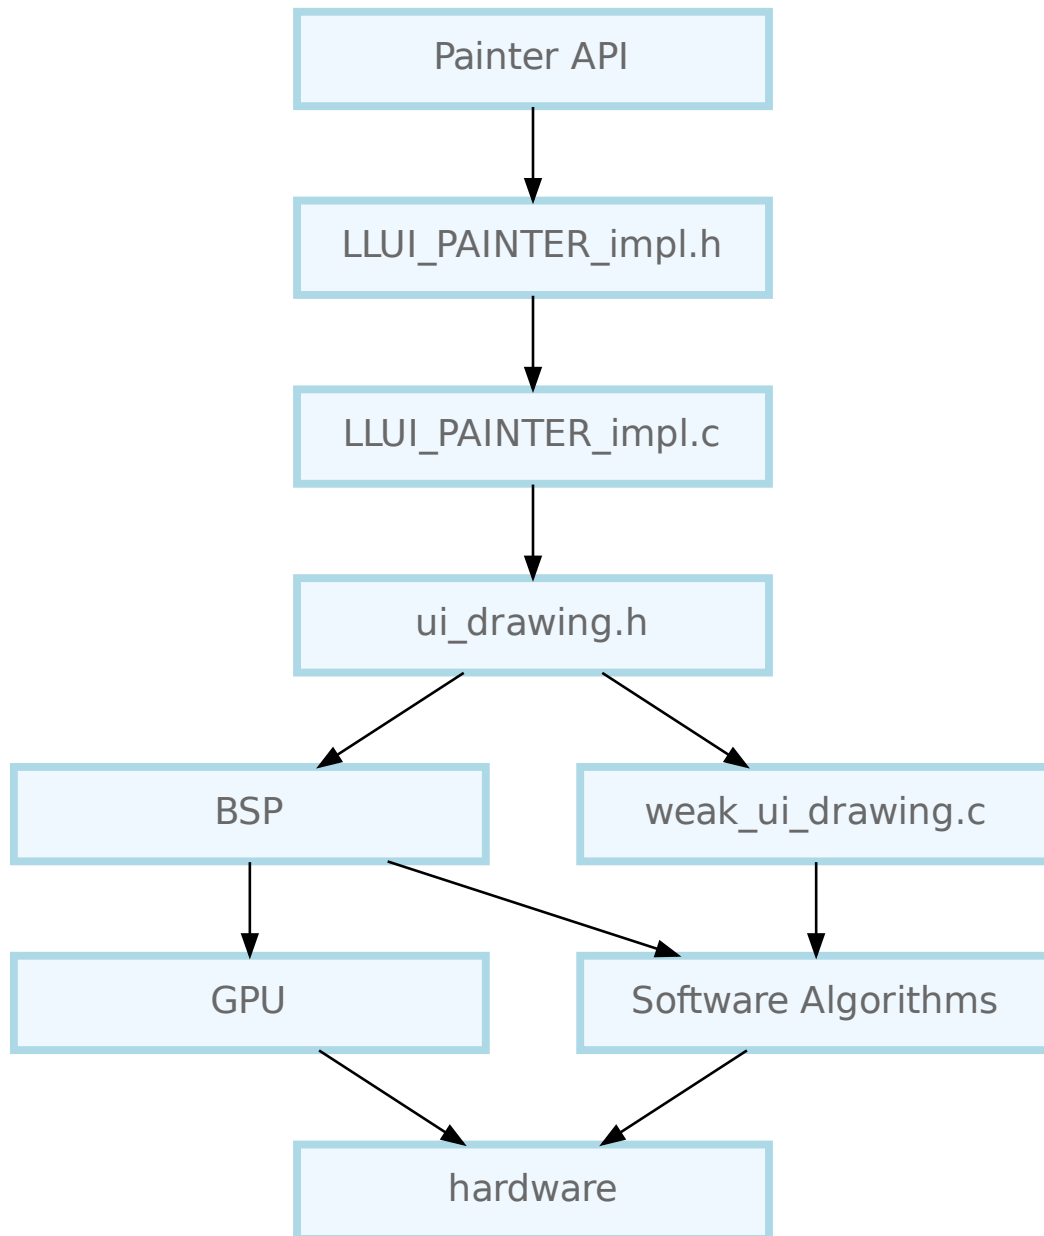 Painter API
LLUI_PAINTER_impl.h
LLUI_PAINTER_impl.c
ui_drawing.h
BSP
weak_ui_drawing.c
GPU
Software Algorithms
hardware